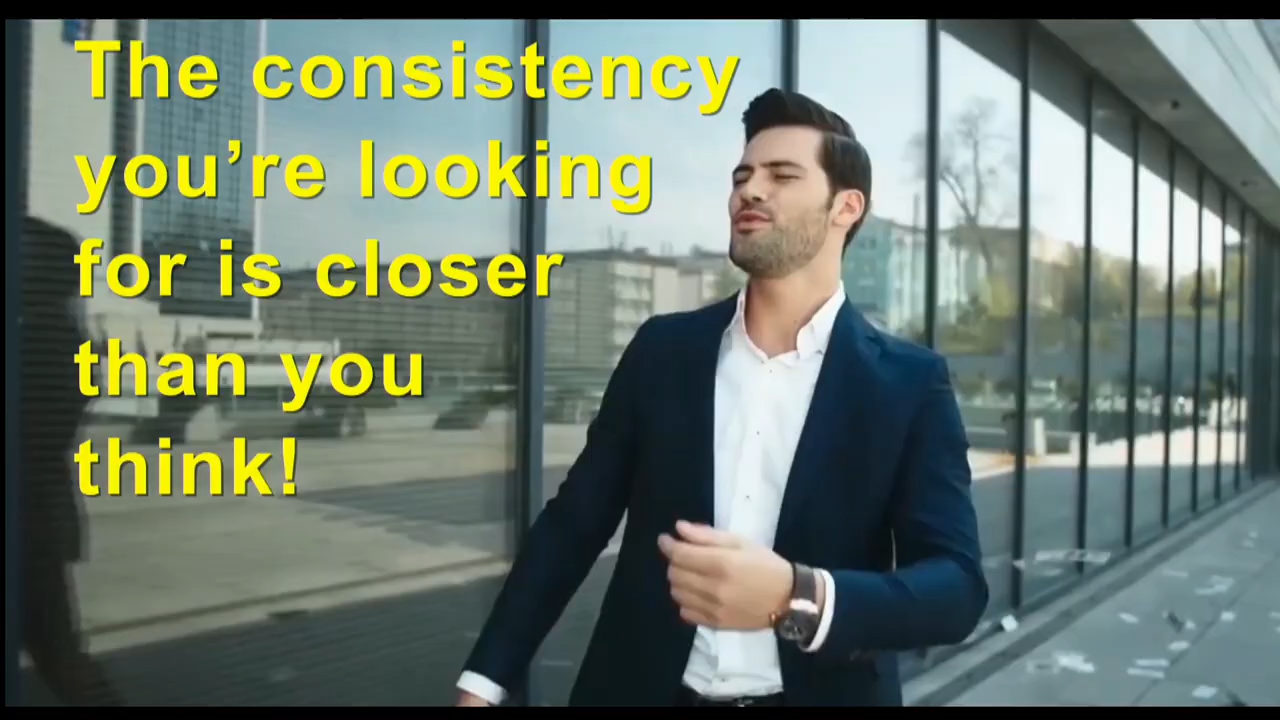 The consistency
you’re looking
for is closer
than you
think!